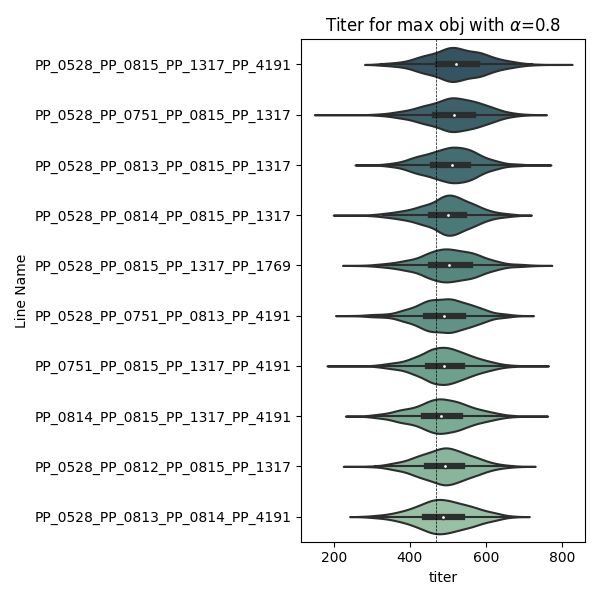 Titer for max obj with α=0.8
PP_0528_PP_0815_PP_1317_PP_4191
PP_0528_PP_0751_PP_0815_PP_1317
PP_0528_PP_0813_PP_0815_PP_1317
PP_0528_PP_0814_PP_0815_PP_1317
PP_0528_PP_0815_PP_1317_PP_1769
PP_0528_PP_0751_PP_0813_PP_4191
PP_0751_PP_0815_PP_1317_PP_4191
PP_0814_PP_0815_PP_1317_PP_4191
PP_0528_PP_0812_PP_0815_PP_1317
PP_0528_PP_0813_PP_0814_PP_4191
Line Name
200 400 600 800
titer